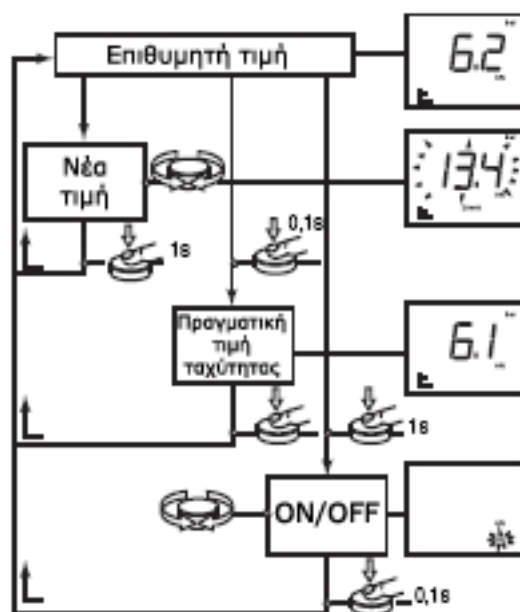 Επιθυμητή τιμή
6.2
Νέα
τιμή
13.4
1s
0,1s
Πραγματική
τιμή
ταχύτητας
6.1
1s
ON/OFF
0,1s